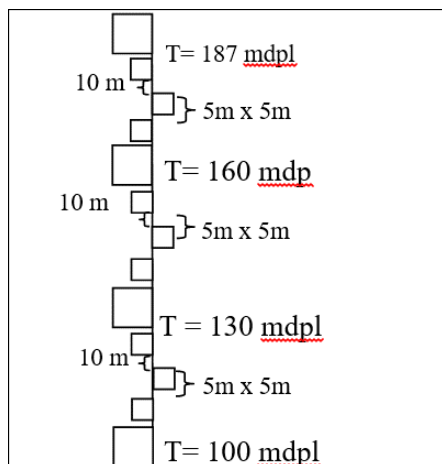 T= 187 mdpl
10 m
5m x 5m
T= 160 mdp
10 m
5m x 5m
T = 130 mdpl
10 m
5m x 5m
T= 100 mdpl